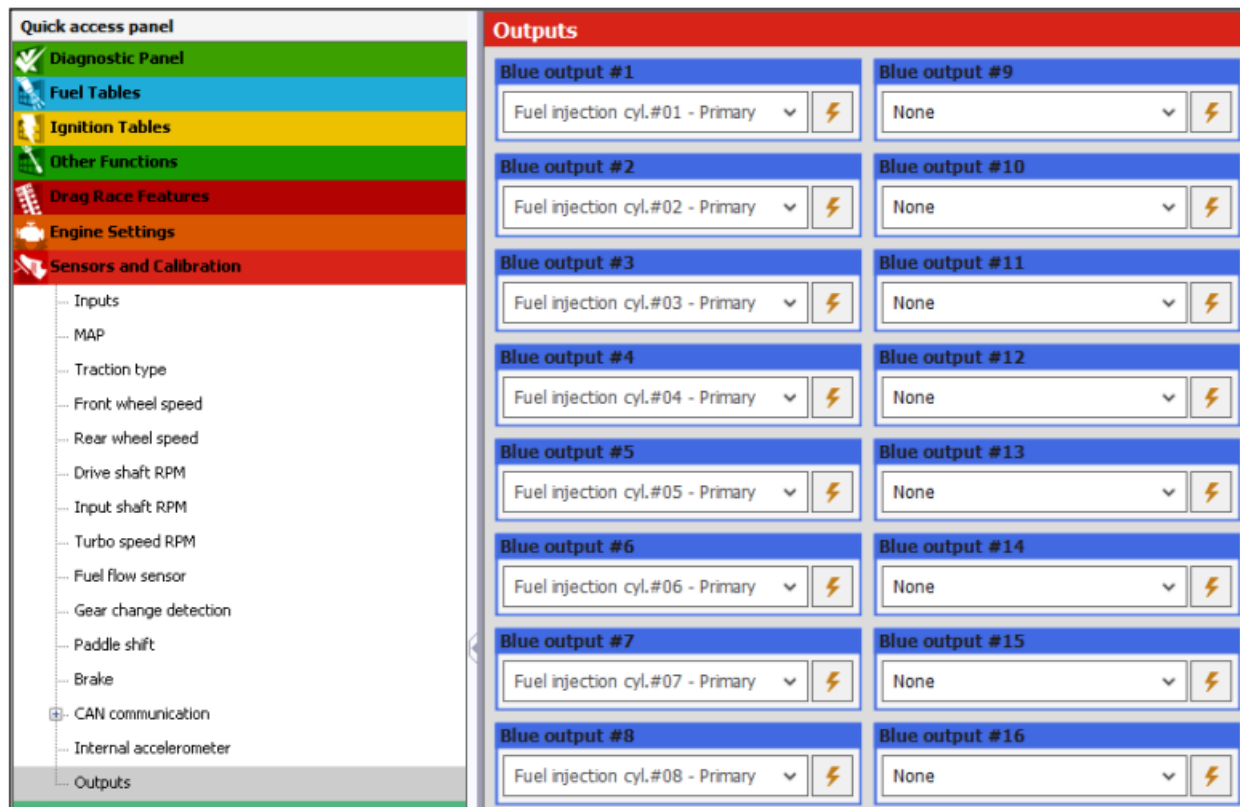 Quick access panel
Diagnostic Panel
Fuel Tables
Ignition Tables
Other Functions
Drag Race Features
Engine Settings
Sensors and Calibration
Inputs
MAP
Traction type
Front wheel speed
Rear wheel speed
Drive shaft RPM
Input shaft RPM
Turbo speed RPM
Fuel flow sensor
Gear change detection
Paddle shift
Brake
CAN communication
Internal accelerometer
Outputs
Outputs
Blue output #1
Fuel injection cyl.#01 - Primary
Blue output #2
Fuel injection cyl.#02 - Primary
Blue output #3
Fuel injection cyl.#03 - Primary
Blue output #4
Fuel injection cyl.#04 - Primary
Blue output #5
Fuel injection cyl.#05 - Primary
Blue output #6
Fuel injection cyl.#06 - Primary
Blue output #7
Fuel injection cyl.#07 - Primary
Blue output #8
Fuel injection cyl.#08 - Primary
Blue output #9
None
Blue output #10
None
Blue output #11
None
Blue output #12
None
Blue output #13
None
Blue output #14
None
Blue output #15
None
Blue output #16
None